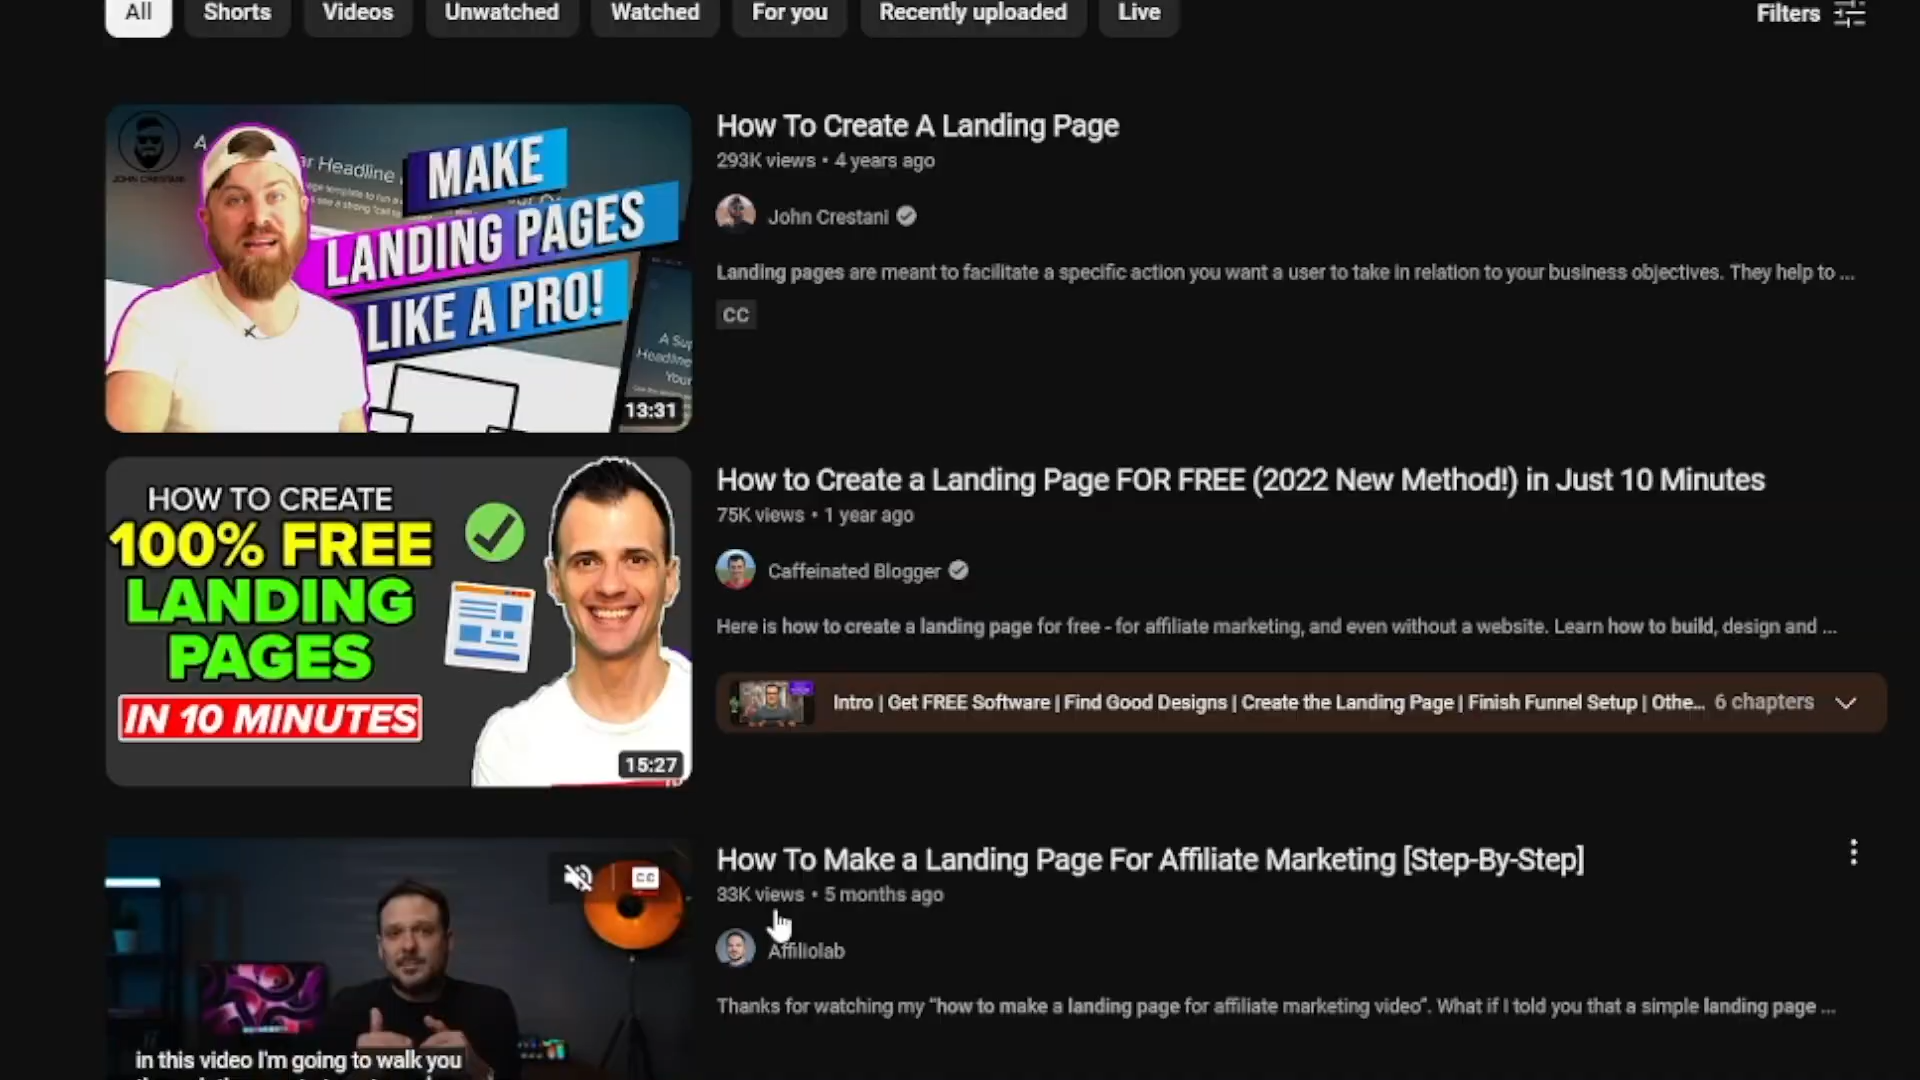 All
Shorts
Videos
Unwatched
Watched
For you
Recently uploaded
Live
Filters
JOHN CRESTANI
MAKE
LANDING PAGES
LIKE A PRO!
13:31
How To Create A Landing Page
293K views • 4 years ago
John Crestani
Landing pages are meant to facilitate a specific action you want a user to take in relation to your business objectives. They help to ...
CC
HOW TO CREATE
100% FREE
LANDING
PAGES
IN 10 MINUTES
15:27
How to Create a Landing Page FOR FREE (2022 New Method!) in Just 10 Minutes
75K views • 1 year ago
Caffeinated Blogger
Here is how to create a landing page for free - for affiliate marketing, and even without a website. Learn how to build, design and ...
Intro | Get FREE Software | Find Good Designs | Create the Landing Page | Finish Funnel Setup | Othe... 6 chapters
CC
in this video I'm going to walk you
How To Make a Landing Page For Affiliate Marketing [Step-By-Step]
33K views • 5 months ago
Affiliolab
Thanks for watching my “how to make a landing page for affiliate marketing video”. What if I told you that a simple landing page ...